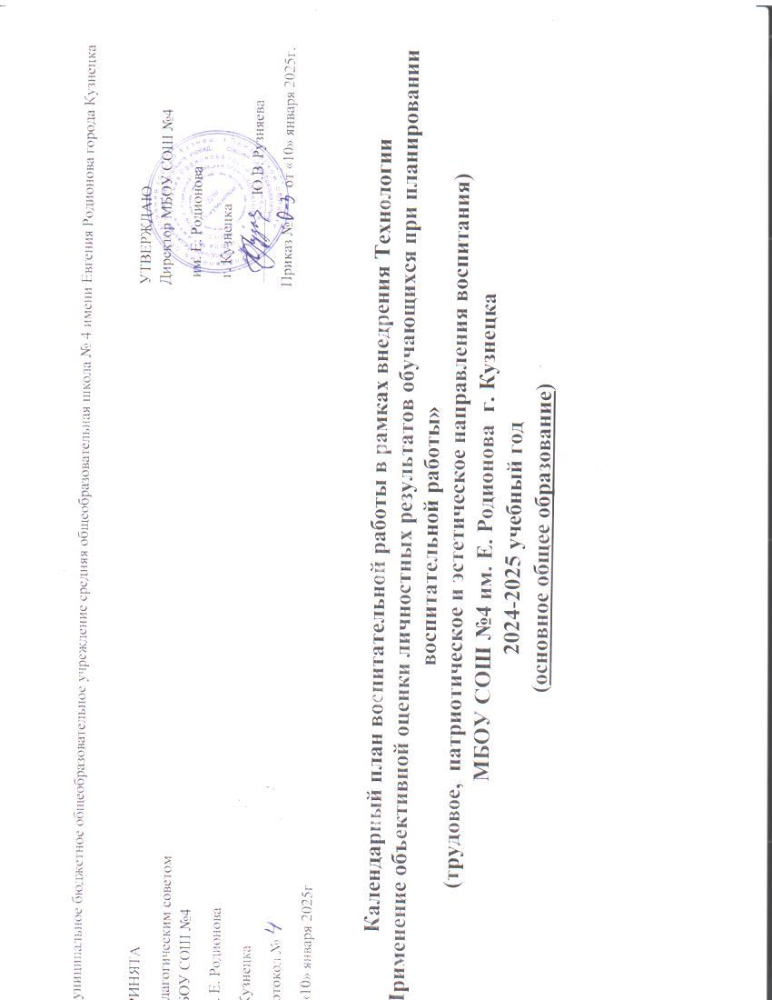 униципальное бюджетное общеобразовательное учреждение средняя общеобразовательная школа № 4 имени Евгения Родионова города Кузнецка
РИНЯТА
дагогическим советом
БОУ СОШ №4
. Е. Родионова
Кузнецка
отокол № 4
«10» января 2025г
УТВЕРЖДАЮ
Директор МБОУ СОШ №4
им. Е. Родионова
г. Кузнецка
Ю.В. Рузняева
Приказ № от «10» января 2025г.
Календарный план воспитательной работы в рамках внедрения Технологии
Применение объективной оценки личностных результатов обучающихся при планировании
воспитательной работы»
(трудовое, патриотическое и эстетическое направления воспитания)
МБОУ СОШ №4 им. Е. Родионова г. Кузнецка
2024-2025 учебный год
(основное общее образование)